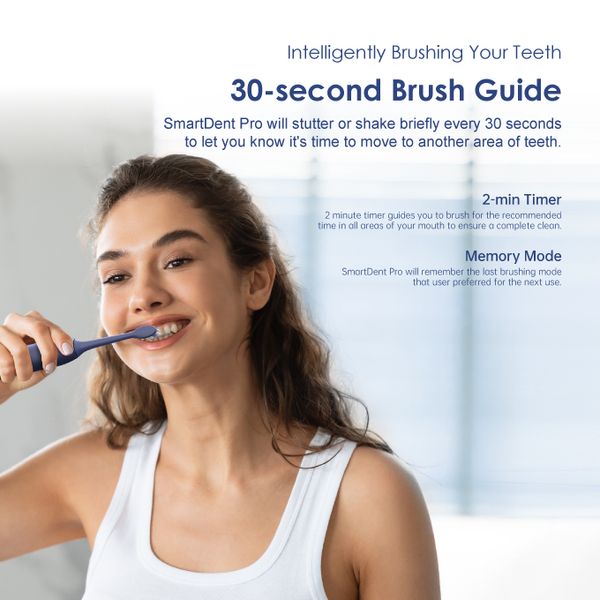 Intelligently Brushing Your Teeth
30-second Brush Guide
SmartDent Pro will stutter or shake briefly every 30 seconds
to let you know it's time to move to another area of teeth.
2-min Timer
2 minute timer guides you to brush for the recommended
time in all areas of your mouth to ensure a complete clean.
Memory Mode
SmartDent Pro will remember the last brushing mode
that user preferred for the next use.